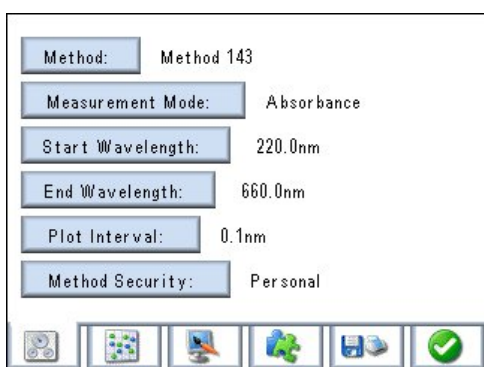 Method: Method 143
Measurement Mode: Absorbance
Start Wavelength: 220.0nm
End Wavelength: 660.0nm
Plot Interval: 0.1nm
Method Security: Personal